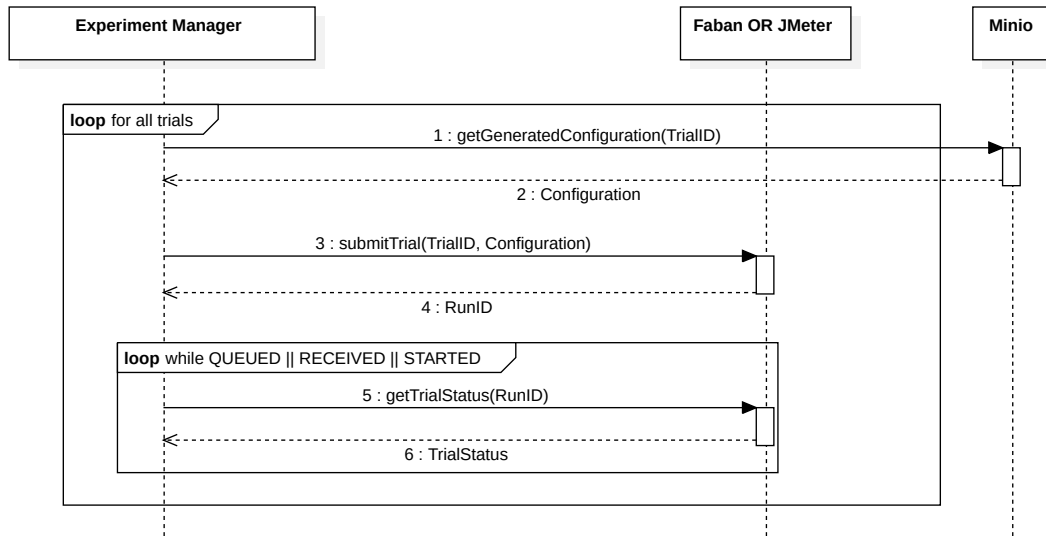 Experiment Manager
Faban OR JMeter
Minio
loop for all trials
1 : getGeneratedConfiguration(TrialID)
2 : Configuration
3 : submitTrial(TrialID, Configuration)
4 : RunID
loop while QUEUED || RECEIVED || STARTED
5 : getTrialStatus(RunID)
6 : TrialStatus